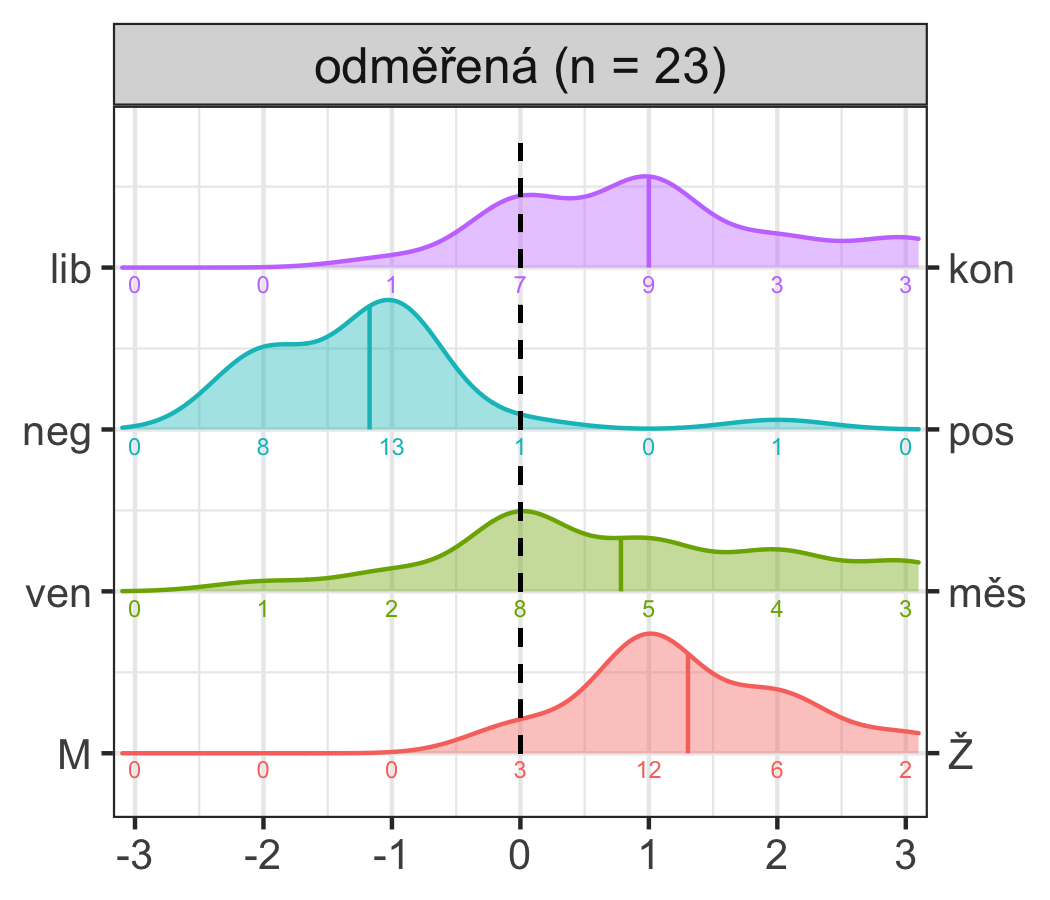 odměřená (n = 23)
lib kon
0 0 1 7 9 3 3
neg pos
0 8 13 1 0 1 0
ven měs
0 1 2 8 5 4 3
M Ž
0 0 0 3 12 6 2
-3 -2 -1 0 1 2 3